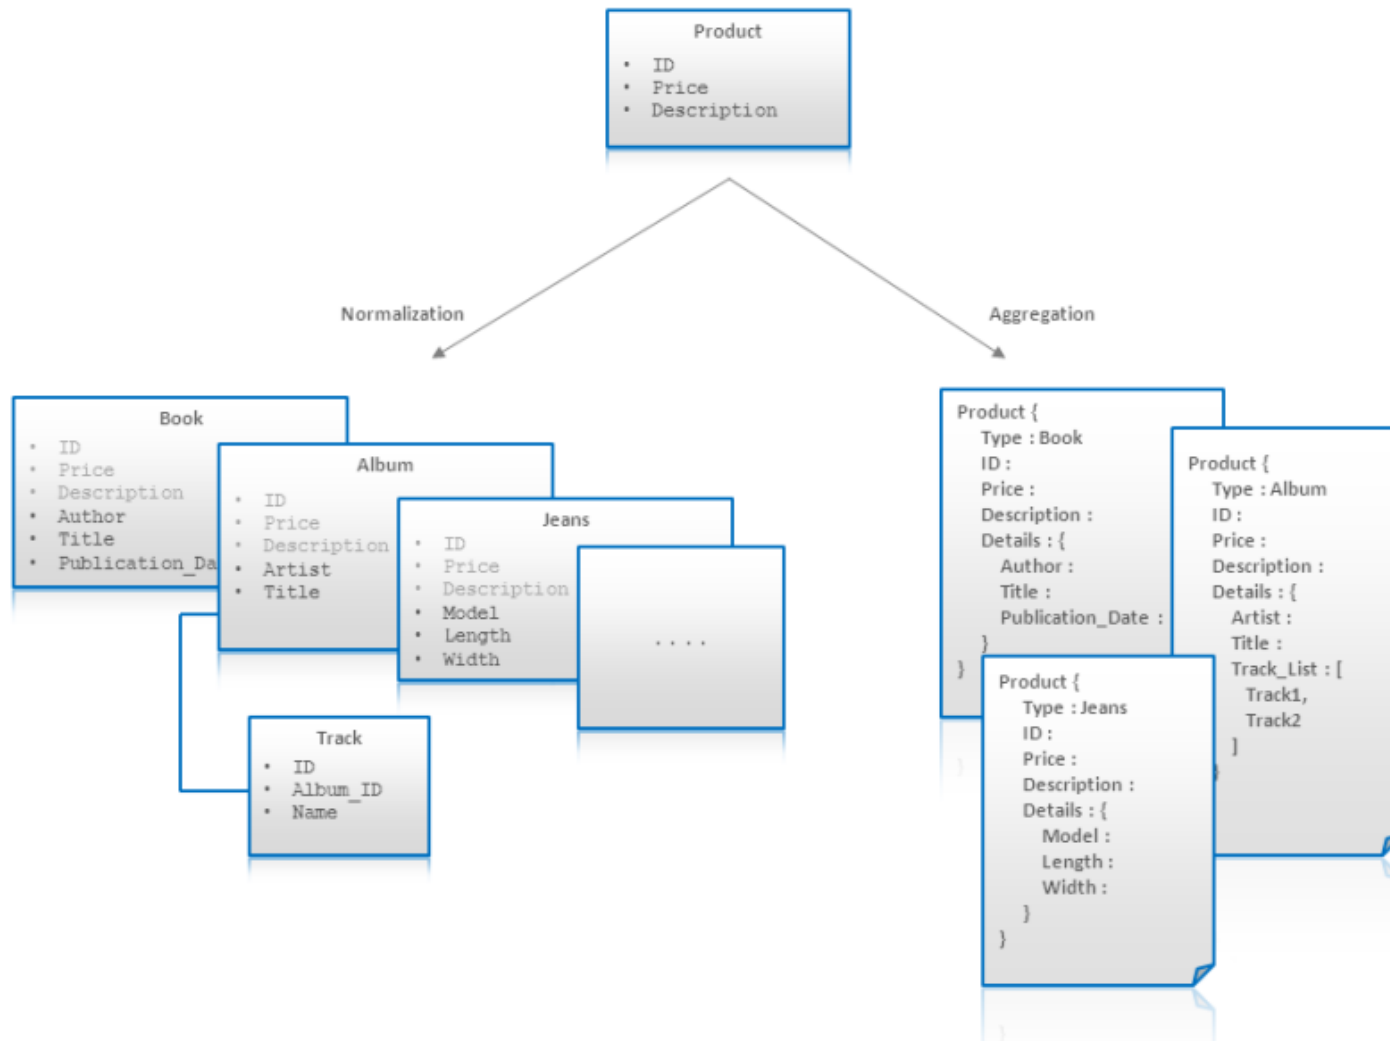 Product
• ID
• Price
• Description
Normalization
Aggregation
Book
• ID
• Price
• Description
• Author
• Title
• Publication_Da
Album
• ID
• Price
• Description
• Artist
• Title
Jeans
• ID
• Price
• Description
• Model
• Length
• Width
. . . .
Track
• ID
• Album_ID
• Name
Product {
Type : Book
ID :
Price :
Description :
Details : {
Author :
Title :
Publication_Date :
}
}
Product {
Type : Album
ID :
Price :
Description :
Details : {
Artist :
Title :
Track_List : [
Track1,
Track2
]
}
Product {
Type : Jeans
ID :
Price :
Description :
Details : {
Model :
Length :
Width :
}
}